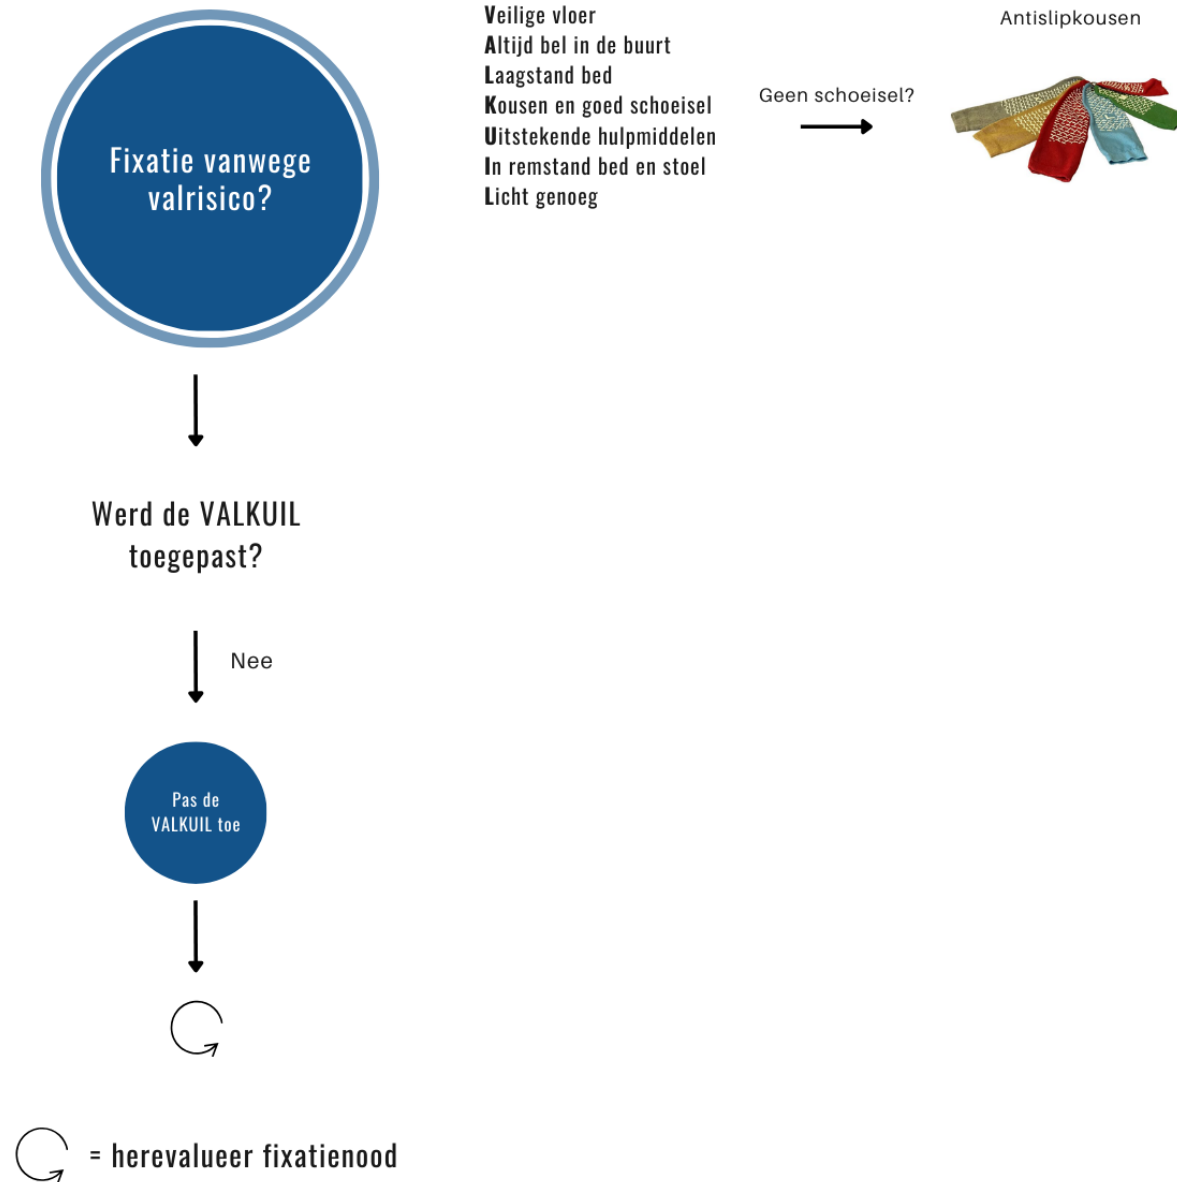 Fixatie vanwege
valrisico?
Veilige vloer
Altijd bel in de buurt
Laagstand bed
Kousen en goed schoeisel
Uitstekende hulpmiddelen
In remstand bed en stoel
Licht genoeg
Geen schoeisel?
Antislipkousen
Werd de VALKUIL
toegepast?
Nee
Pas de
VALKUIL toe
= herevalueer fixatienood